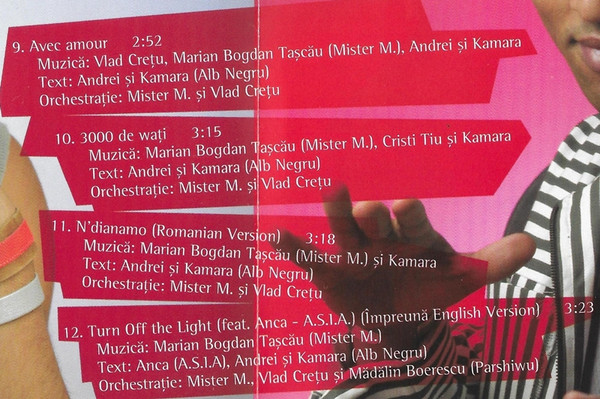 9. Avec amour 2:52
Muzică: Vlad Crețu, Marian Bogdan Tașcău (Mister M.), Andrei și Kamara
Text: Andrei și Kamara (Alb Negru)
Orchestrație: Mister M. și Vlad Crețu
10. 3000 de wați 3:15
Muzică: Marian Bogdan Tașcău (Mister M.), Cristi Tiu și Kamara
Text: Andrei și Kamara (Alb Negru)
Orchestrație: Mister M. și Vlad Crețu
11. N'dianamo (Romanian Version) 3:18
Muzică: Marian Bogdan Tașcău (Mister M.) și Kamara
Text: Andrei și Kamara (Alb Negru)
Orchestrație: Mister M. și Vlad Crețu
12. Turn Off the Light (feat. Anca - A.S.I.A.) (Împreună English Version) 3:23
Muzică: Marian Bogdan Tașcău (Mister M.)
Text: Anca (A.S.I.A), Andrei și Kamara (Alb Negru)
Orchestrație: Mister M., Vlad Crețu și Mădălin Boerescu (Parshiwu)